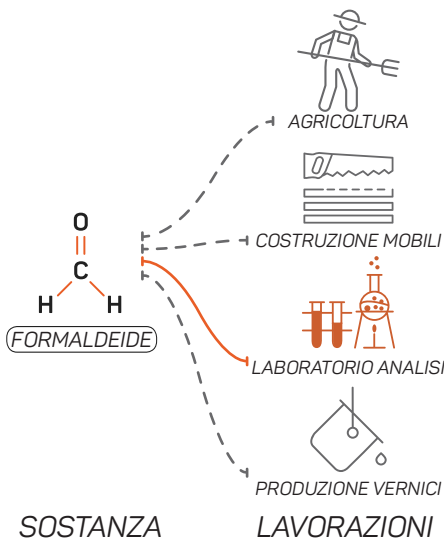 AGRICOLTURA
COSTRUZIONE MOBILI
O
C
H H
FORMALDEIDE
LABORATORIO ANALISI
PRODUZIONE VERNICI
SOSTANZA LAVORAZIONI